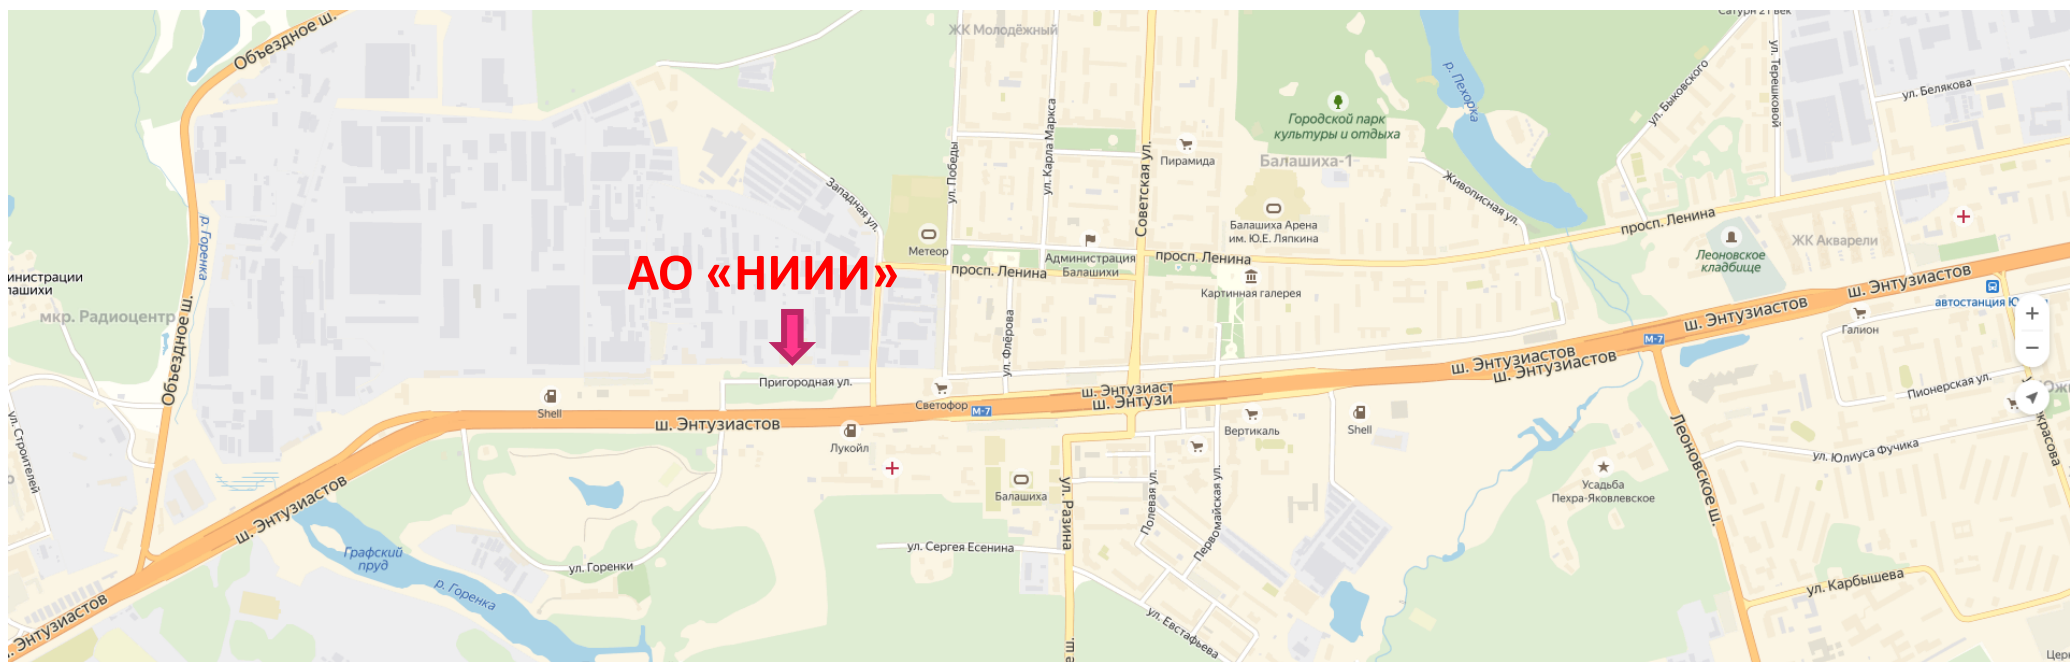 Объездное ш.
ЖК Молодёжный
р. Пехорка
ул. Терешковой
ул. Быковского
ул. Белякова
Городской парк
культуры и отдыха
ул. Карла Маркса
ул. Победы
Советская ул.
Пирамида
Балашиха-1
Живописная ул.
Западная ул.
р. Горенка
Метеор
Балашиха Арена
им. Ю.Е. Ляпкина
просп. Ленина
Леоновское
кладбище
ЖК Акварели
Администрация
Балашихи
просп. Ленина
просп. Ленина
АО «НИИИ»
Картинная галерея
мкр. Радиоцентр
Объездное ш.
ш. Энтузиастов
ш. Энтузиастов
Галион
М-7
ул. Флёрова
ш. Энтузиастов
ш. Энтузиастов
Пригородная ул.
Пионерская ул.
Shell
Светофор
М-7
ш. Энтузиаст
ш. Энтузи
ш. Энтузиастов
Лукойл
Вертикаль
Shell
ул. Строителей
Леоновское ш.
ул. Юлиуса Фучика
Балашиха
ул. Разина
Полевая ул.
Первомайская ул.
Усадьба
Пехра-Яковлевское
ш. Энтузиастов
Графский
пруд
р. Горенка
ул. Горенки
ул. Сергея Есенина
ул. Евстафьева
ул. Карбышева
ш. Энтузиастов